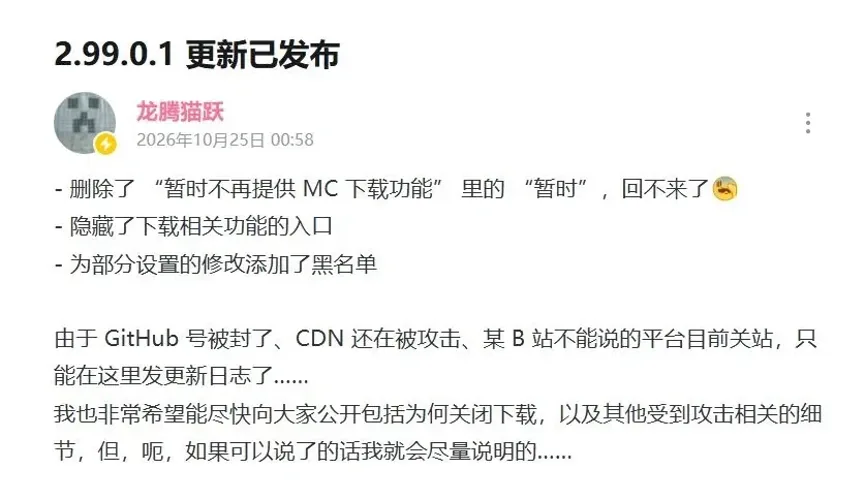 2.99.0.1 更新已发布
龙腾猫跃
2026年10月25日 00:58
- 删除了 “暂时不再提供 MC 下载功能” 里的 “暂时”，回不来了
- 隐藏了下载相关功能的入口
- 为部分设置的修改添加了黑名单
由于 GitHub 号被封了、CDN 还在被攻击、某 B 站不能说的平台目前关站，只
能在这里发更新日志了......
我也非常希望能尽快向大家公开包括为何关闭下载，以及其他受到攻击相关的细
节，但，呃，如果可以说了的话我就会尽量说明的......